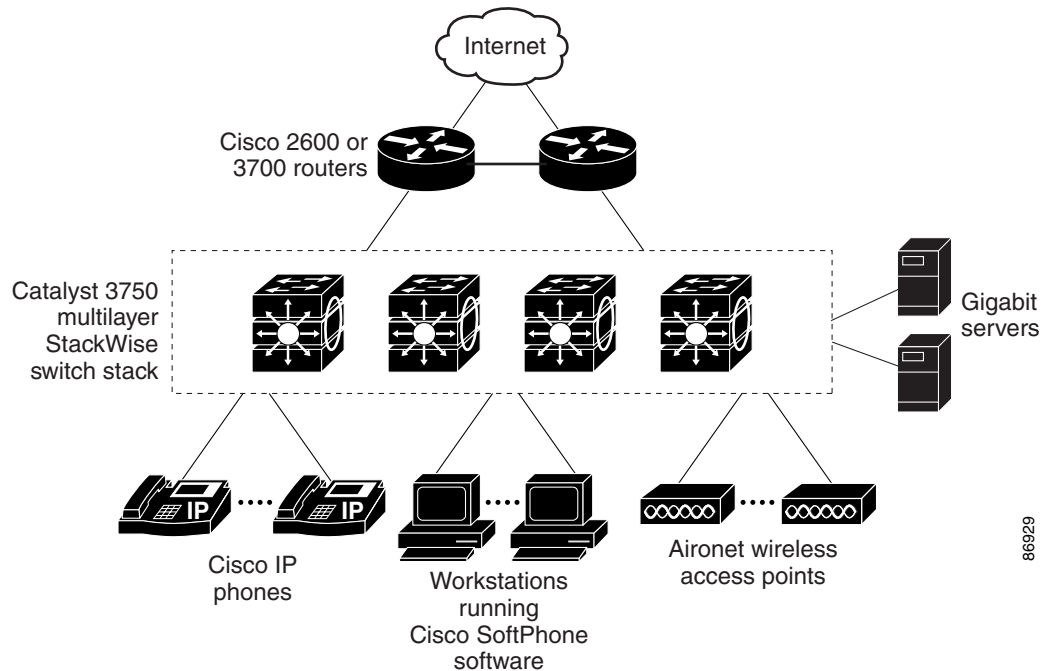 Internet
Cisco 2600 or
3700 routers
Catalyst 3750
multilayer
StackWise
switch stack
Gigabit
servers
IP
IP
Cisco IP
phones
Workstations
running
Cisco SoftPhone
software
Aironet wireless
access points
86929